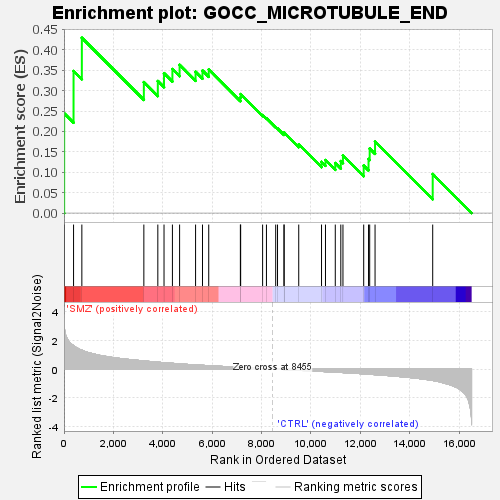 Enrichment plot: GOCC_MICROTUBULE_END
Enrichment score (ES)
0.45
0.40
0.35
0.30
0.25
0.20
0.15
0.10
0.05
0.00
'SMZ' (positively correlated)
Ranked list metric (Signal2Noise)
4
2
0
-2
-4
Zero cross at 8455
'CTRL' (negatively correlated)
0
2,000
4,000
6,000
8,000
10,000
12,000
14,000
16,000
Rank in Ordered Dataset
Enrichment profile
Hits
Ranking metric scores